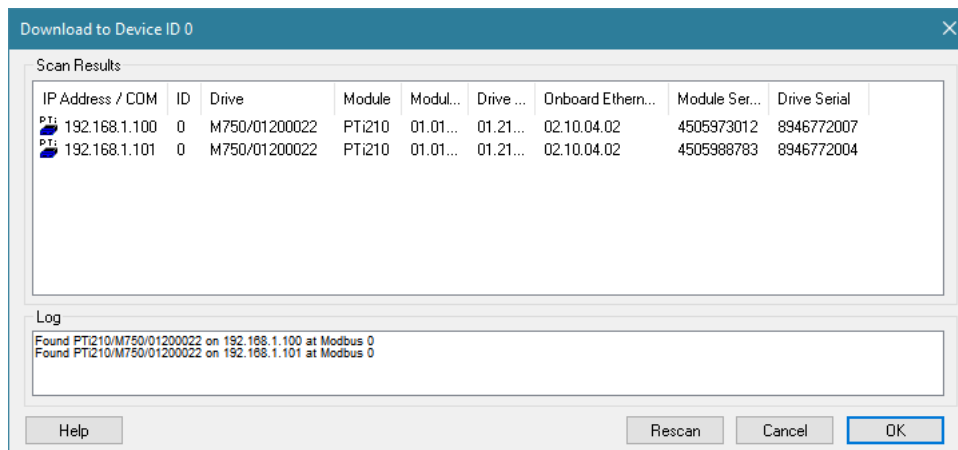 Download to Device ID 0
Scan Results
IP Address / COM ID Drive Module Modul... Drive ... Onboard Ethern... Module Ser... Drive Serial
PTi 192.168.1.100 0 M750/01200022 PTi210 01.01... 01.21... 02.10.04.02 4505973012 8946772007
PTi 192.168.1.101 0 M750/01200022 PTi210 01.01... 01.21... 02.10.04.02 4505988783 8946772004
Log
Found PTi210/M750/01200022 on 192.168.1.100 at Modbus 0
Found PTi210/M750/01200022 on 192.168.1.101 at Modbus 0
Help Rescan Cancel OK